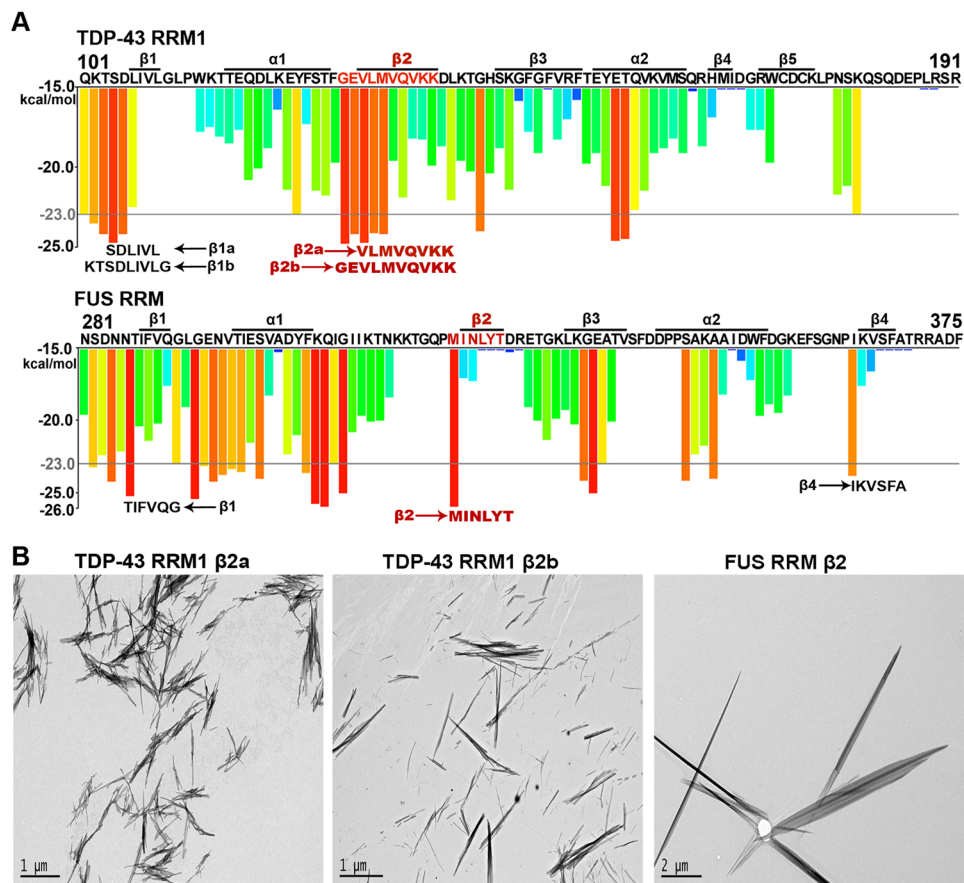 A
TDP-43 RRM1
101 β1 α1 β2 β3 α2 β4 β5 191
QKTSDLIVLGLPWKTTEQDLKEYFSTFGEVLMVQVKKDLKTGHSKGFGFVRFTEYETQVKVMSQRHMIDGRWCDCKLPNSKQSQDEPLRSR
-15.0
kcal/mol
-20.0
-23.0
-25.0
SDLIVL β1a
KTSDLIVLG β1b
β2a VLMVQVKK
β2b GEVLMVQVKK
FUS RRM
281 β1 α1 β2 β3 α2 β4 375
NSDNNTIFVQGLGENVTIESVADYFKQIGIIKTNKKTGQPMINLYTDRETGKLKGEATVSFDDPPSAKAAIDWFDGKEFSGNPIKVSFATRRADF
-15.0
kcal/mol
-20.0
-23.0
-25.0
-26.0
TIFVQG β1
β2 MINLYT
β4 IKVSFA
B
TDP-43 RRM1 β2a TDP-43 RRM1 β2b FUS RRM β2
1 μm 1 μm 2 μm